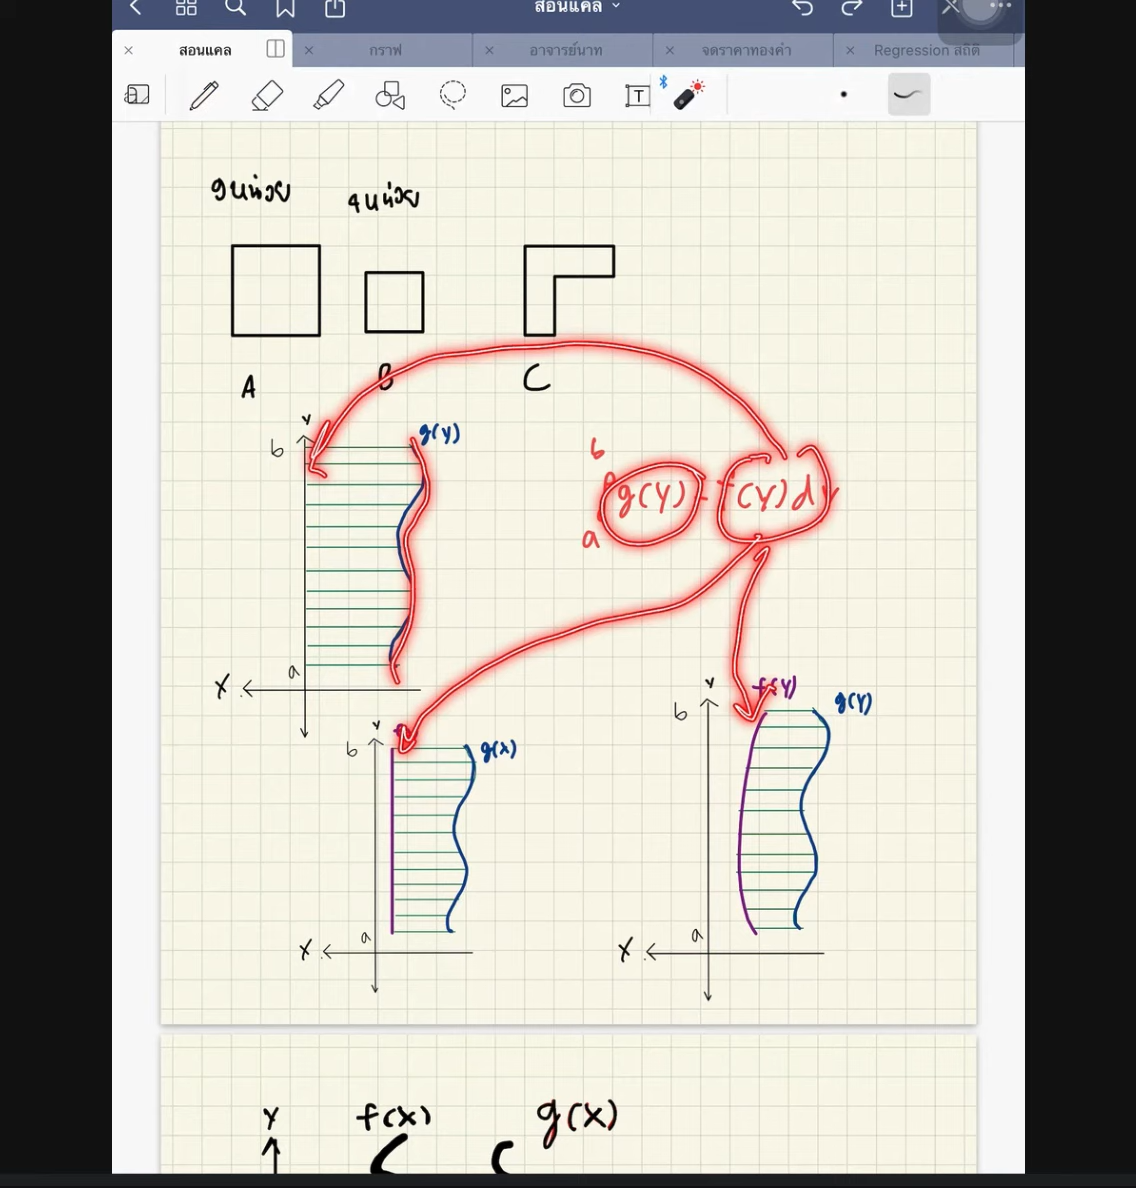 สอนแคล
สอนแคล กราฟ อาจารย์นาท จดราคาทองคำ Regression สถิติ
9หน่วย 4หน่วย
A B C
Y
b g(y)
b
g(Y) - f(Y)dy
a
a
X
Y f(Y)
b g(Y)
Y
b g(x)
a
X
a
X
Y f(x) g(x)